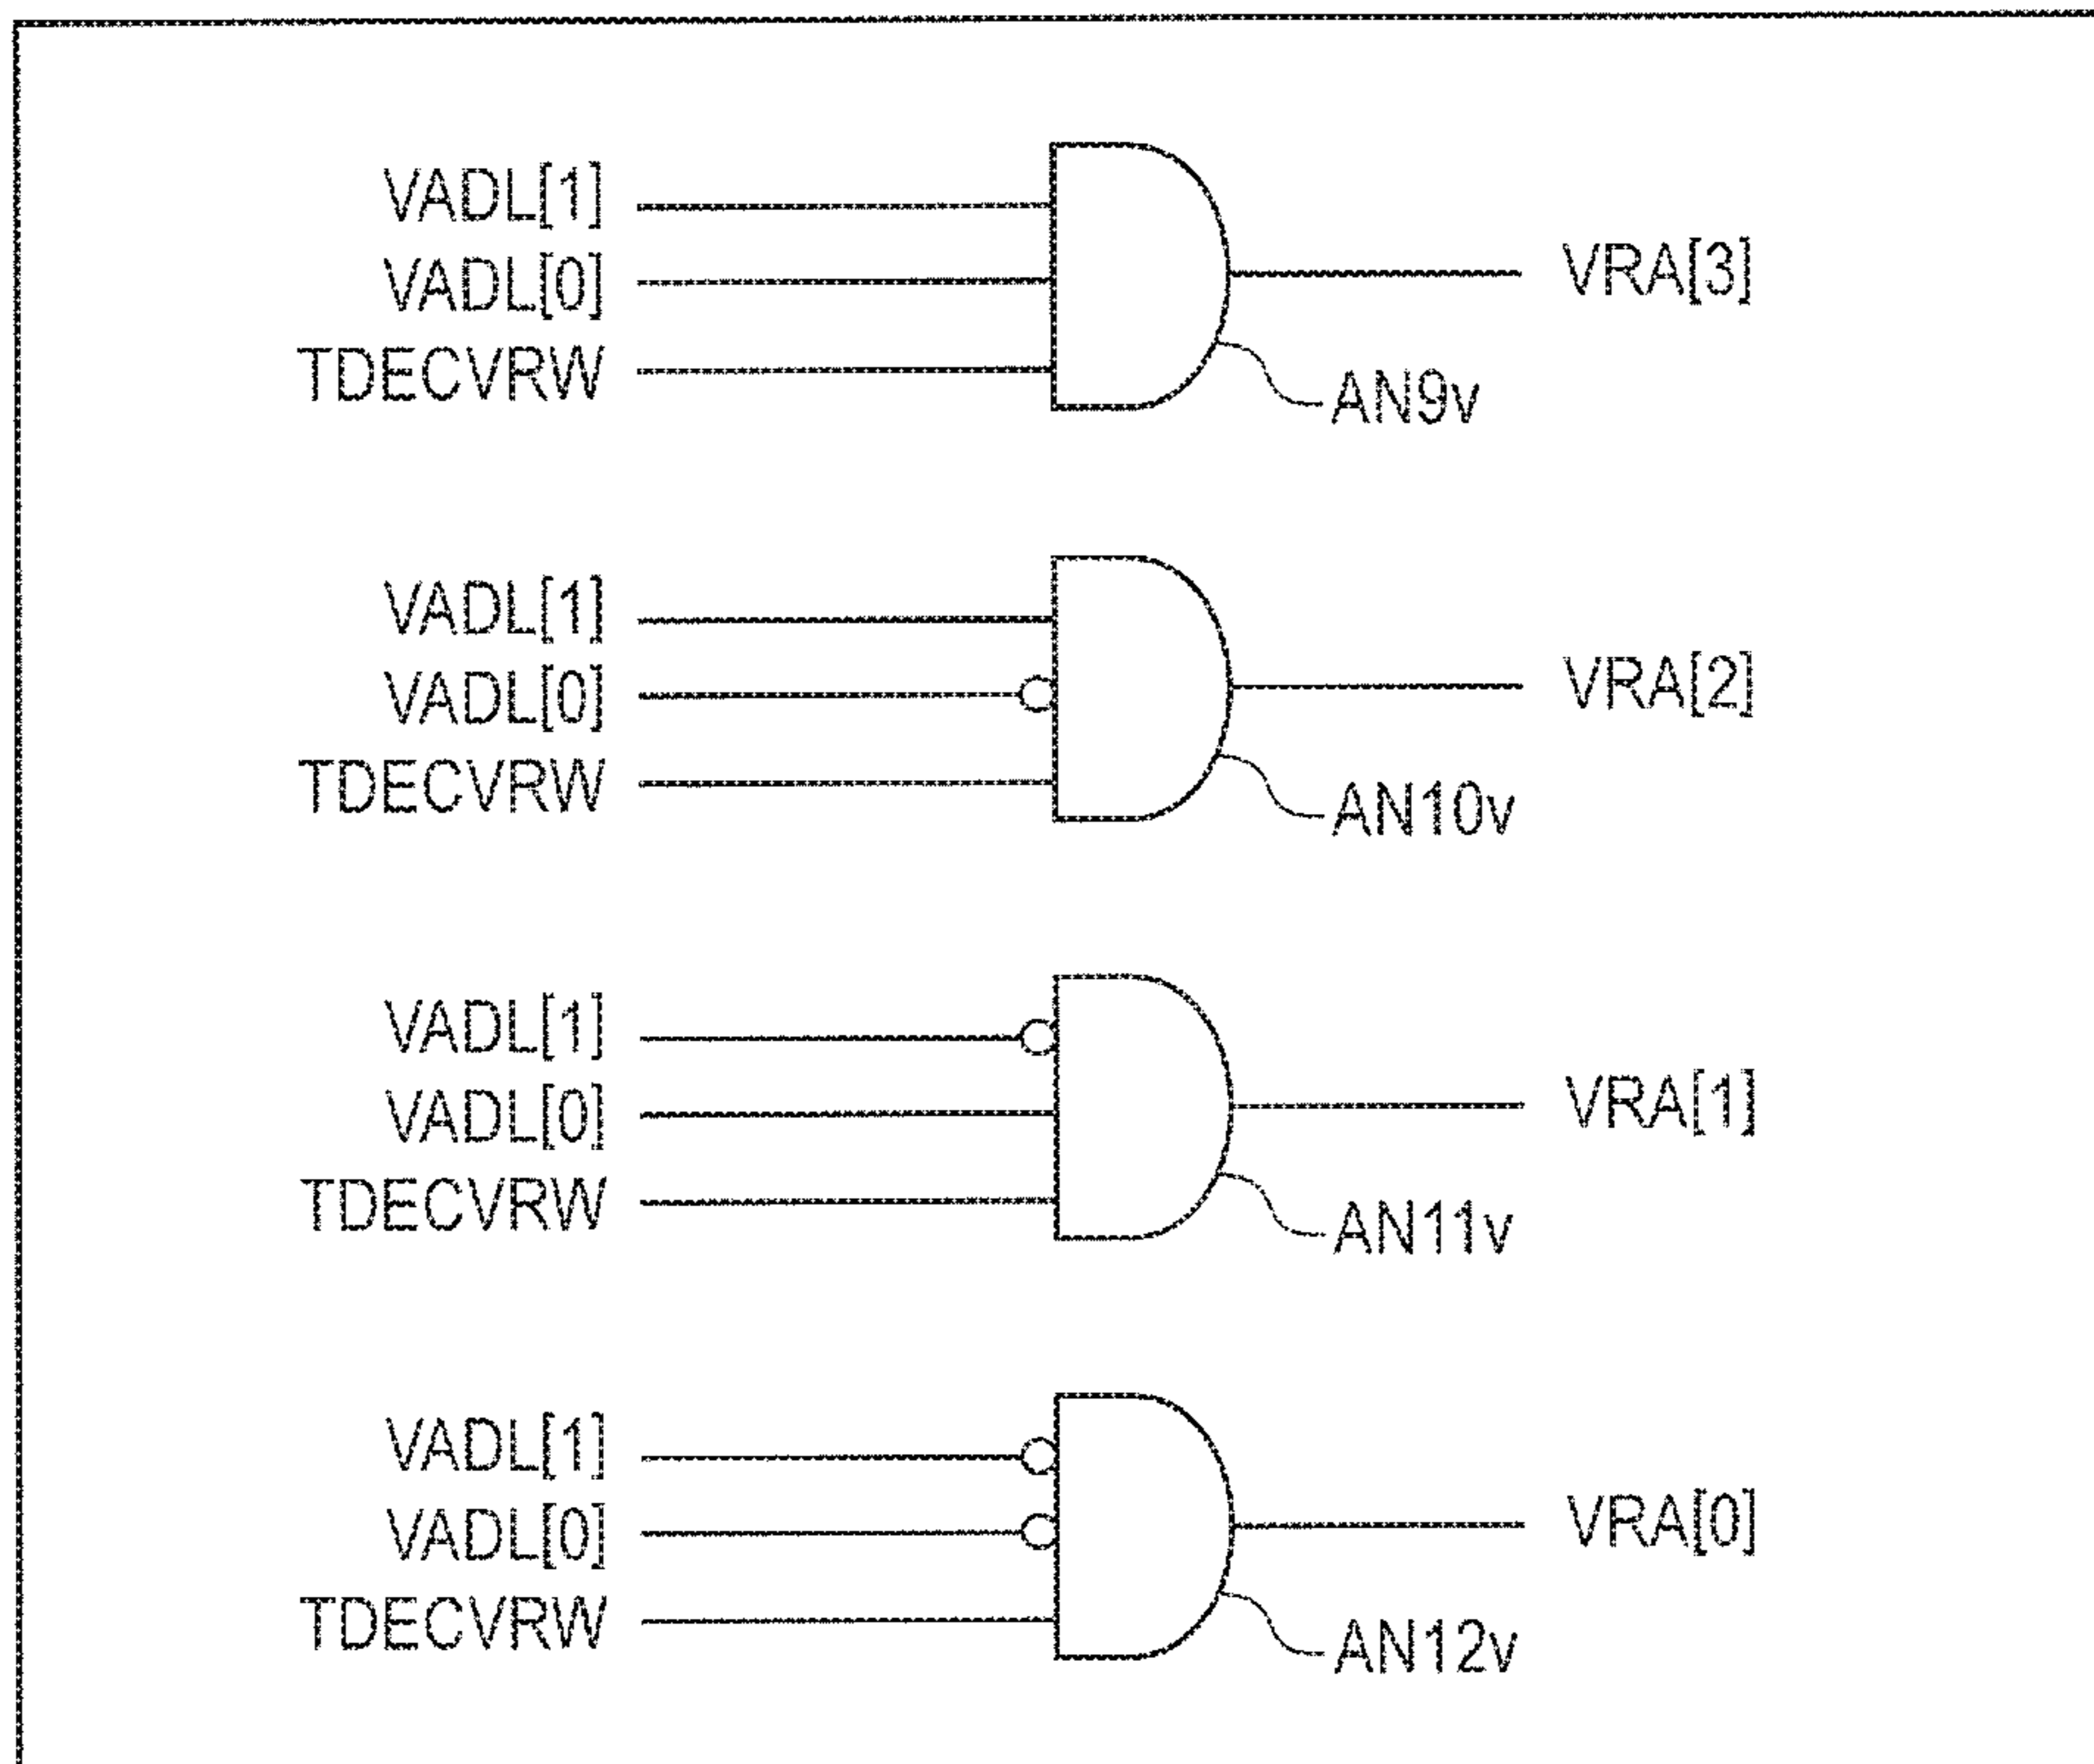 VADL[1]
VADL[0]
TDECVRW
VRA[3]
AN9v
VADL[1]
VADL[0]
TDECVRW
VRA[2]
AN10v
VADL[1]
VADL[0]
TDECVRW
VRA[1]
AN11v
VADL[1]
VADL[0]
TDECVRW
VRA[0]
AN12v